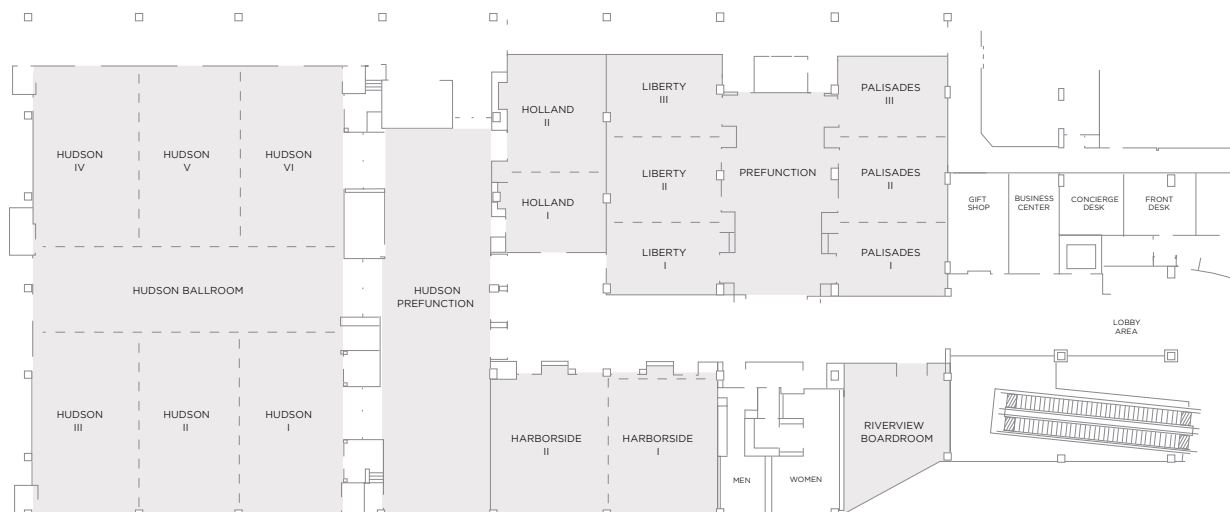 HUDSON
IV
HUDSON
V
HUDSON
VI
HOLLAND
II
HOLLAND
I
LIBERTY
III
LIBERTY
II
LIBERTY
I
PREFUNCTION
PALISADES
III
PALISADES
II
PALISADES
I
GIFT
SHOP
BUSINESS
CENTER
CONCIERGE
DESK
FRONT
DESK
HUDSON BALLROOM
HUDSON
PREFUNCTION
LOBBY
AREA
HUDSON
III
HUDSON
II
HUDSON
I
HARBORSIDE
II
HARBORSIDE
I
MEN
WOMEN
RIVERVIEW
BOARDROOM